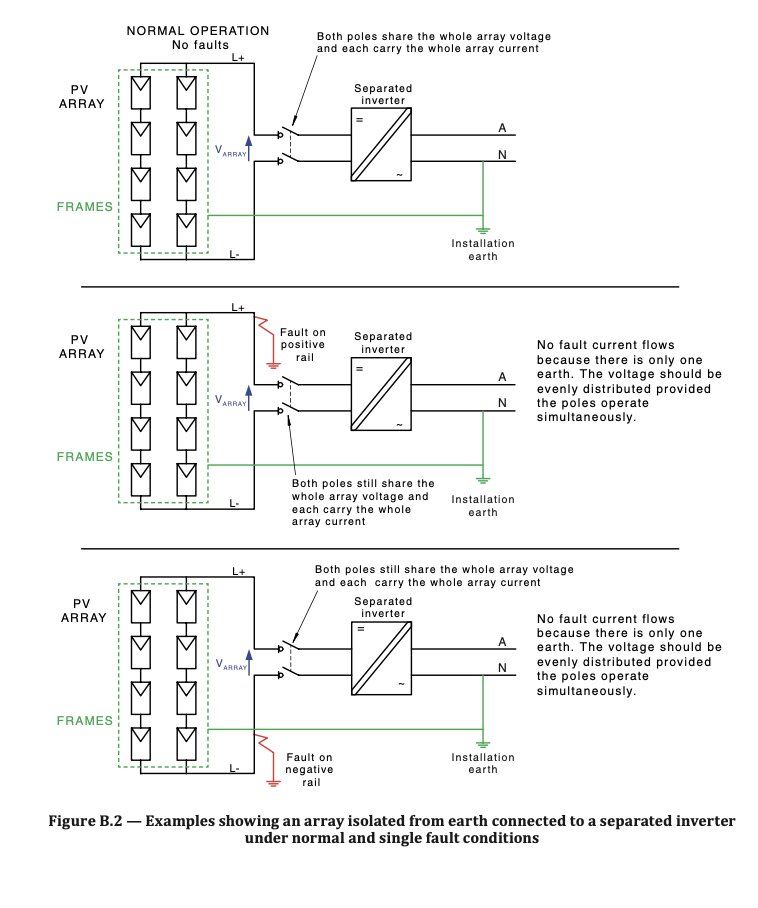 NORMAL OPERATION
No faults
Both poles share the whole array voltage
and each carry the whole array current
L+
PV
ARRAY
Separated
inverter
=
A
VARRAY
N
~
FRAMES
L-
Installation
earth
L+
PV
ARRAY
Fault on
positive
rail
Separated
inverter
=
No fault current flows
because there is only one
earth. The voltage should be
evenly distributed provided
the poles operate
simultaneously.
A
VARRAY
N
~
FRAMES
Both poles still share the
whole array voltage and
each carry the whole
array current
L-
Installation
earth
Both poles still share the whole array voltage
and each carry the whole array current
L+
PV
ARRAY
Separated
inverter
=
No fault current flows
because there is only one
earth. The voltage should be
evenly distributed provided
the poles operate
simultaneously.
A
VARRAY
N
~
FRAMES
L-
Fault on
negative
rail
Installation
earth
Figure B.2 — Examples showing an array isolated from earth connected to a separated inverter
under normal and single fault conditions